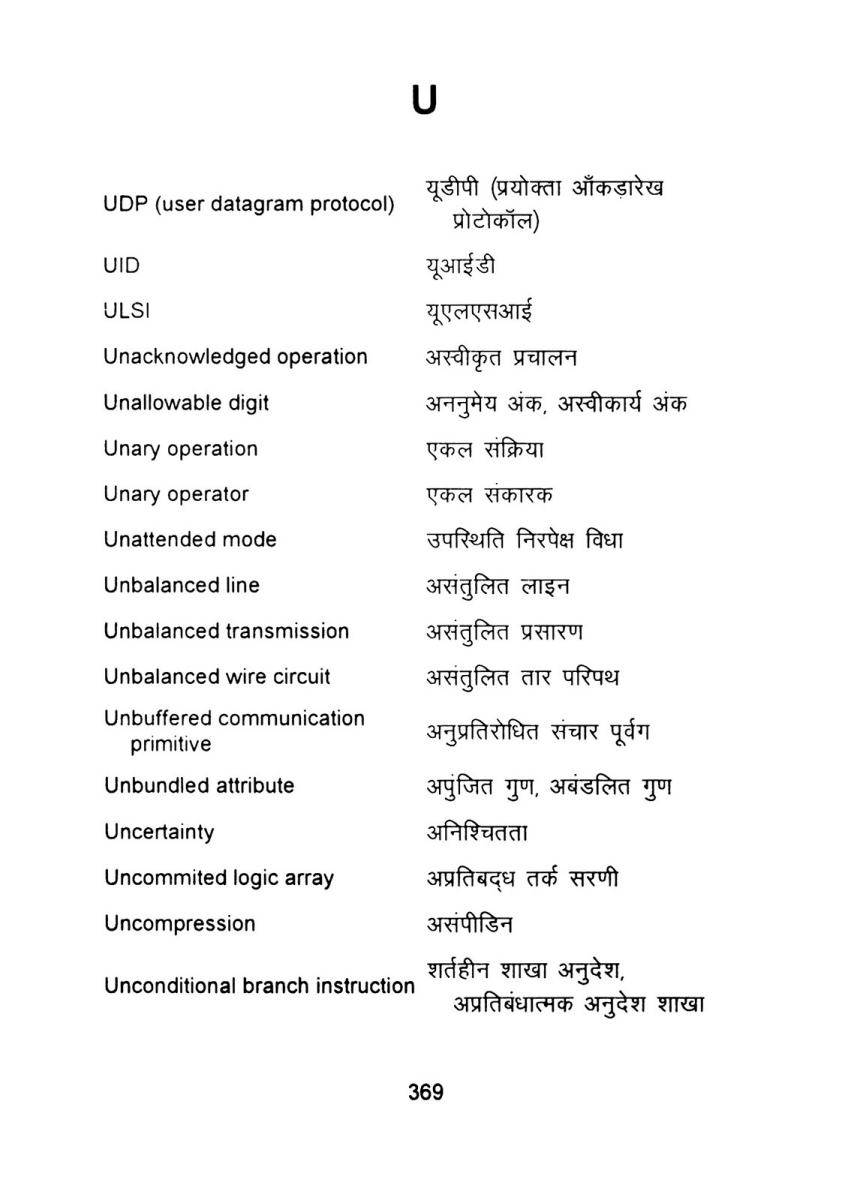 U
UDP (user datagram protocol) यूडीपी (प्रयोक्ता आँकड़ारेख
प्रोटोकॉल)
UID यूआईडी
ULSI यूएलएसआई
Unacknowledged operation अस्वीकृत प्रचालन
Unallowable digit अननुमेय अंक, अस्वीकार्य अंक
Unary operation एकल संक्रिया
Unary operator एकल संकारक
Unattended mode उपस्थिति निरपेक्ष विधा
Unbalanced line असंतुलित लाइन
Unbalanced transmission असंतुलित प्रसारण
Unbalanced wire circuit असंतुलित तार परिपथ
Unbuffered communication
primitive अनुप्रतिरोधित संचार पूर्वग
Unbundled attribute अपुंजित गुण, अबंडलित गुण
Uncertainty अनिश्चितता
Uncommited logic array अप्रतिबद्ध तर्क सरणी
Uncompression असंपीडिन
Unconditional branch instruction शर्तहीन शाखा अनुदेश,
अप्रतिबंधात्मक अनुदेश शाखा
369